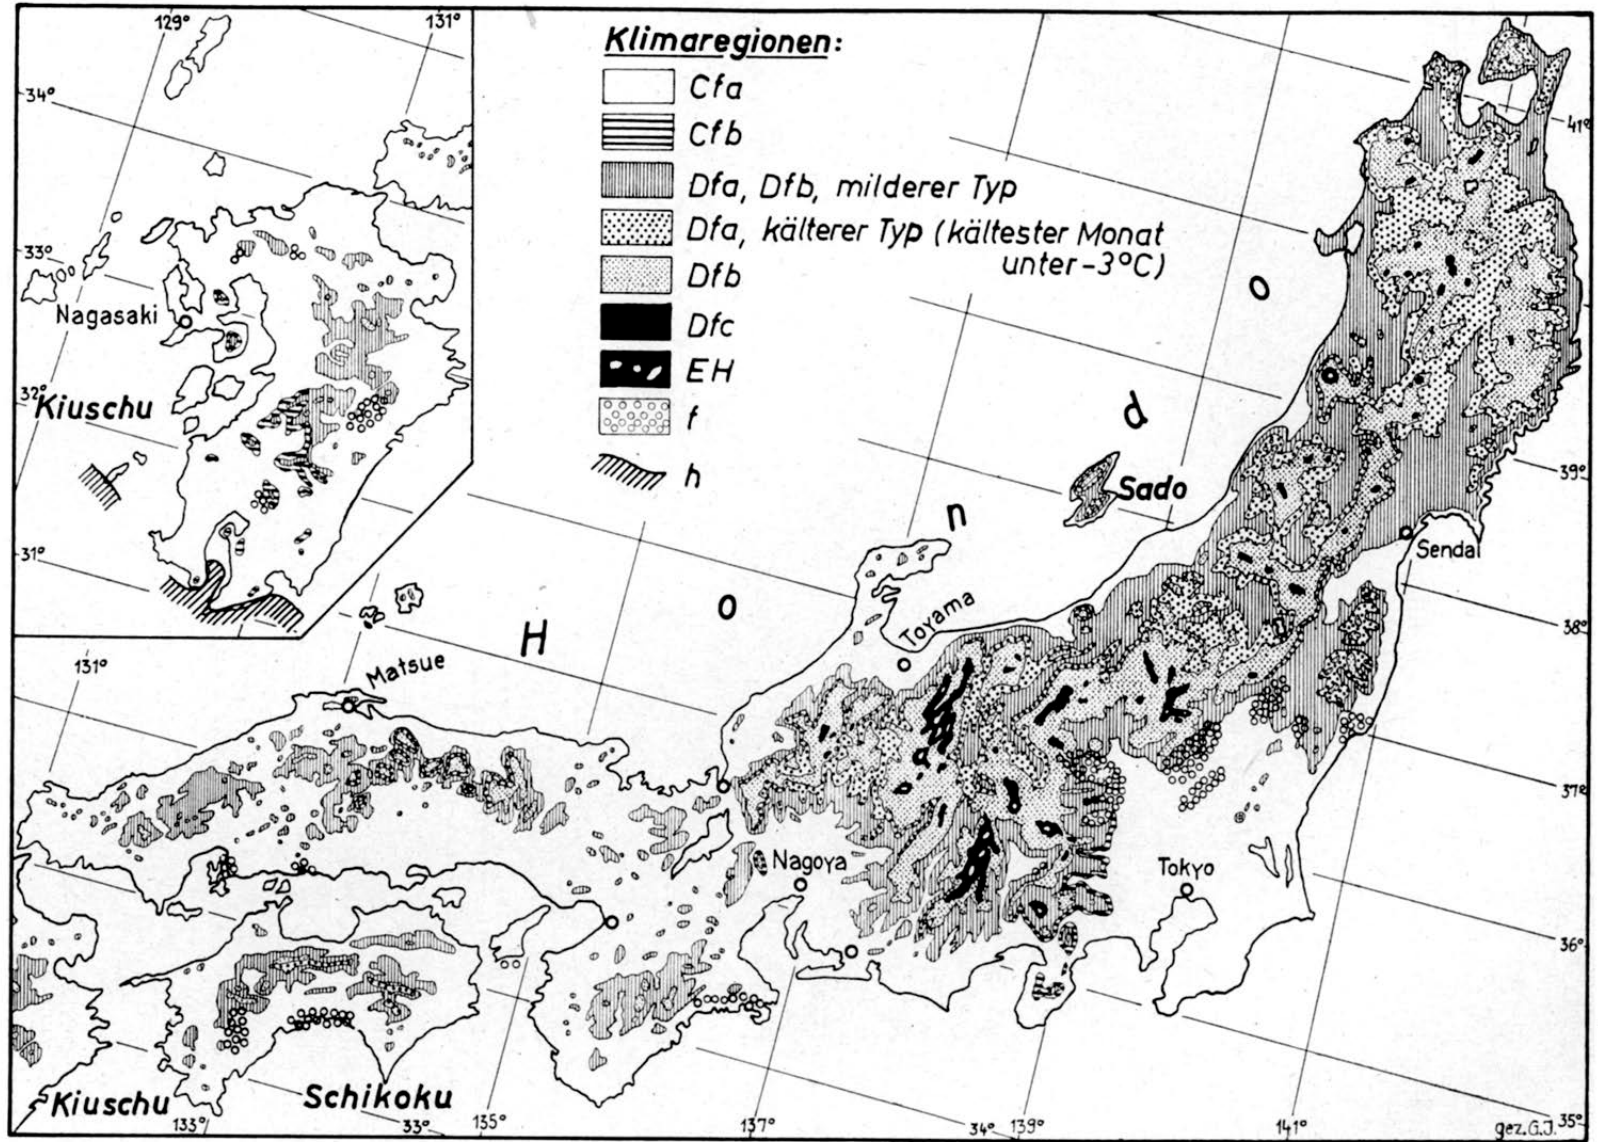 129°
131°
34°
33°
32°
31°
Nagasaki
Kiuschu
Klimaregionen:
Cfa
Cfb
Dfa, Dfb, milderer Typ
Dfa, kälterer Typ (kältester Monat
unter -3°C)
Dfb
Dfc
EH
f
h
H
o
n
d
o
Sado
Sendai
Toyama
Matsue
Nagoya
Tokyo
Kiuschu
Schikoku
131°
133°
33°
135°
137°
34°
139°
141°
41°
39°
38°
37°
36°
35°
gez. G.J.